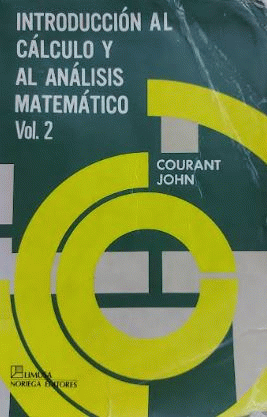 INTRODUCCIÓN AL
CÁLCULO Y
AL ANÁLISIS
MATEMÁTICO
Vol. 2
COURANT
JOHN
LIMUSA
NORIEGA EDITORES